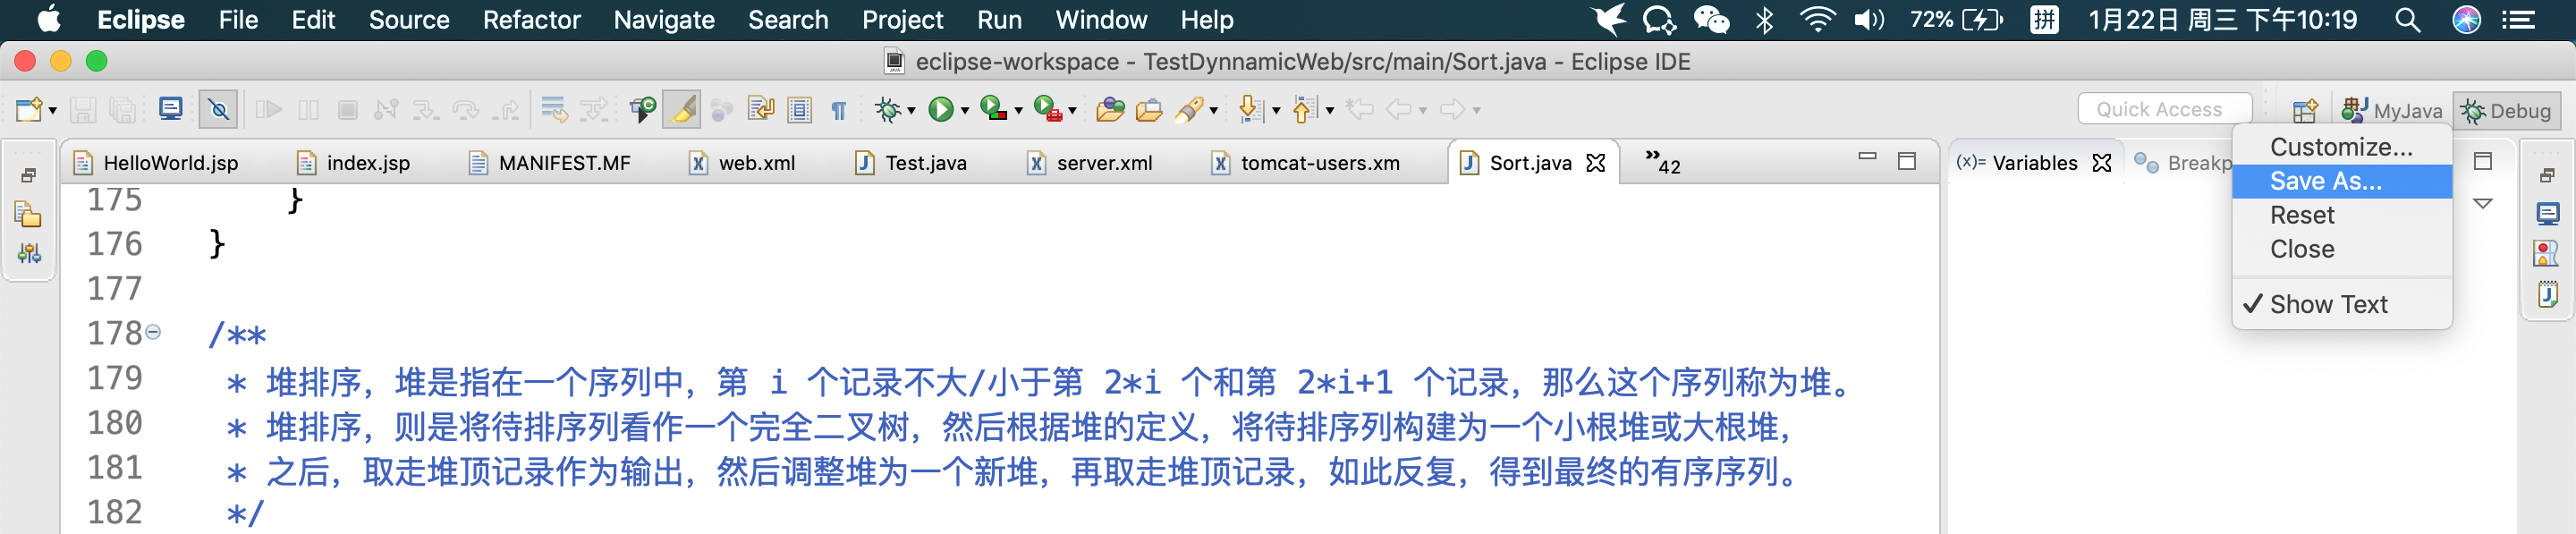 Eclipse File Edit Source Refactor Navigate Search Project Run Window Help 72% 拼 1月22日 周三 下午10:19
eclipse-workspace - TestDynnamicWeb/src/main/Sort.java - Eclipse IDE
Quick Access MyJava Debug
HelloWorld.jsp index.jsp MANIFEST.MF web.xml Test.java server.xml tomcat-users.xm Sort.java »42 (x)= Variables Breakp
Customize...
Save As...
Reset
Close
✓ Show Text
175 }
176 }
177
178 /**
179 * 堆排序，堆是指在一个序列中，第 i 个记录不大/小于第 2*i 个和第 2*i+1 个记录，那么这个序列称为堆。
180 * 堆排序，则是将待排序列看作一个完全二叉树，然后根据堆的定义，将待排序列构建为一个小根堆或大根堆，
181 * 之后，取走堆顶记录作为输出，然后调整堆为一个新堆，再取走堆顶记录，如此反复，得到最终的有序序列。
182 */